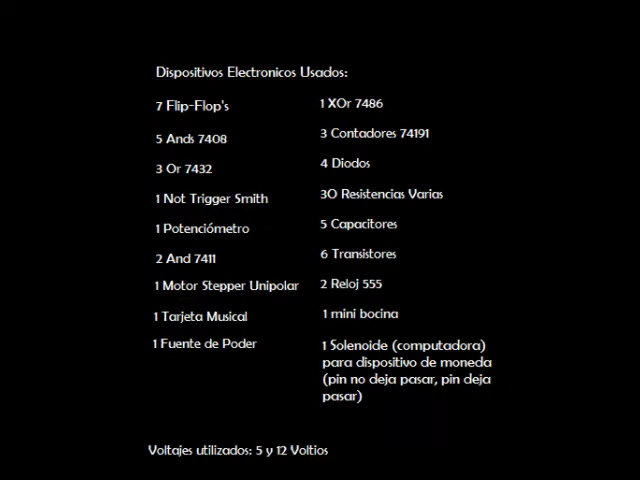 Dispositivos Electronicos Usados:
7 Flip-Flop's
5 Ands 7408
3 Or 7432
1 Not Trigger Smith
1 Potenciómetro
2 And 7411
1 Motor Stepper Unipolar
1 Tarjeta Musical
1 Fuente de Poder
1 XOr 7486
3 Contadores 74191
4 Diodos
30 Resistencias Varias
5 Capacitores
6 Transistores
2 Reloj 555
1 mini bocina
1 Solenoide (computadora)
para dispositivo de moneda
(pin no deja pasar, pin deja
pasar)
Voltajes utilizados: 5 y 12 Voltios